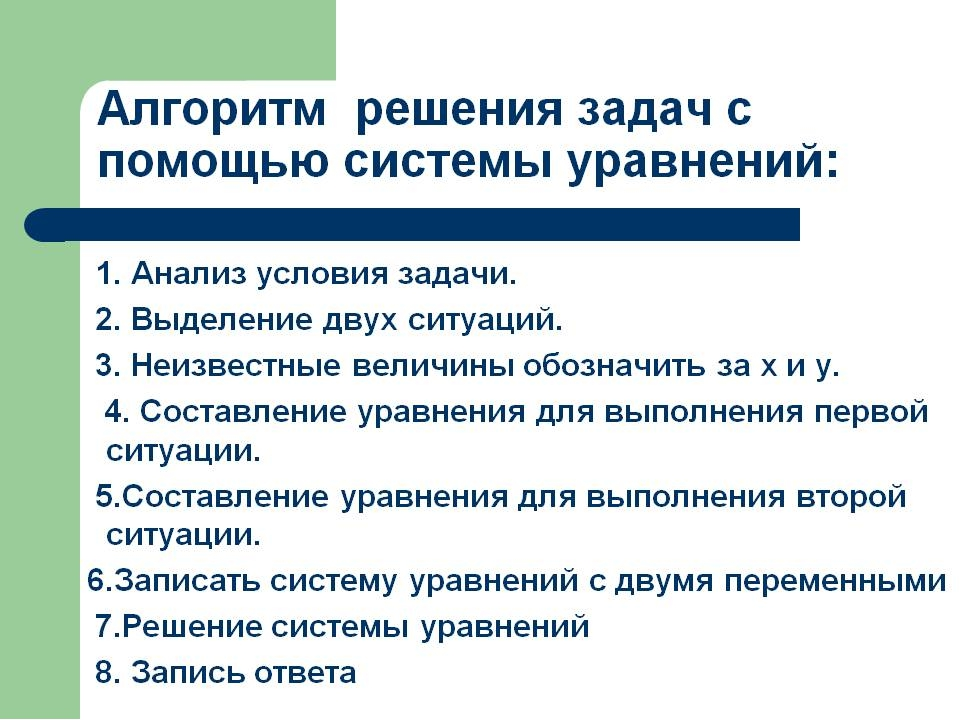 Алгоритм  решения задач с
помощью системы уравнений:
1. Анализ условия задачи.
2. Выделение двух ситуаций.
3. Неизвестные величины обозначить за х и у.
4. Составление уравнения для выполнения первой
ситуации.
5.Составление уравнения для выполнения второй
ситуации.
6.Записать систему уравнений с двумя переменными
7.Решение системы уравнений
8. Запись ответа